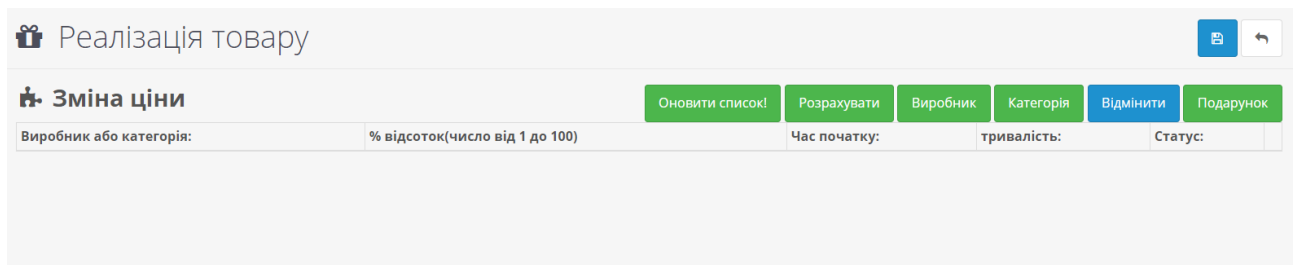 Реалізація товару
Зміна ціни
Оновити список! Розрахувати Виробник Категорія Відмінити Подарунок
Виробник або категорія: % відсоток(число від 1 до 100) Час початку: тривалість: Статус: